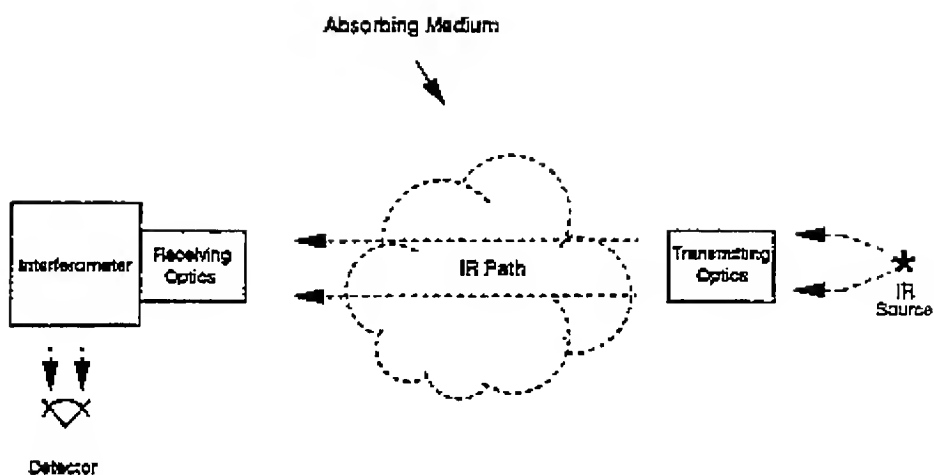 Absorbing Medium
Interferometer
Receiving
Optics
IR Path
Transmitting
Optics
IR
Source
Detector